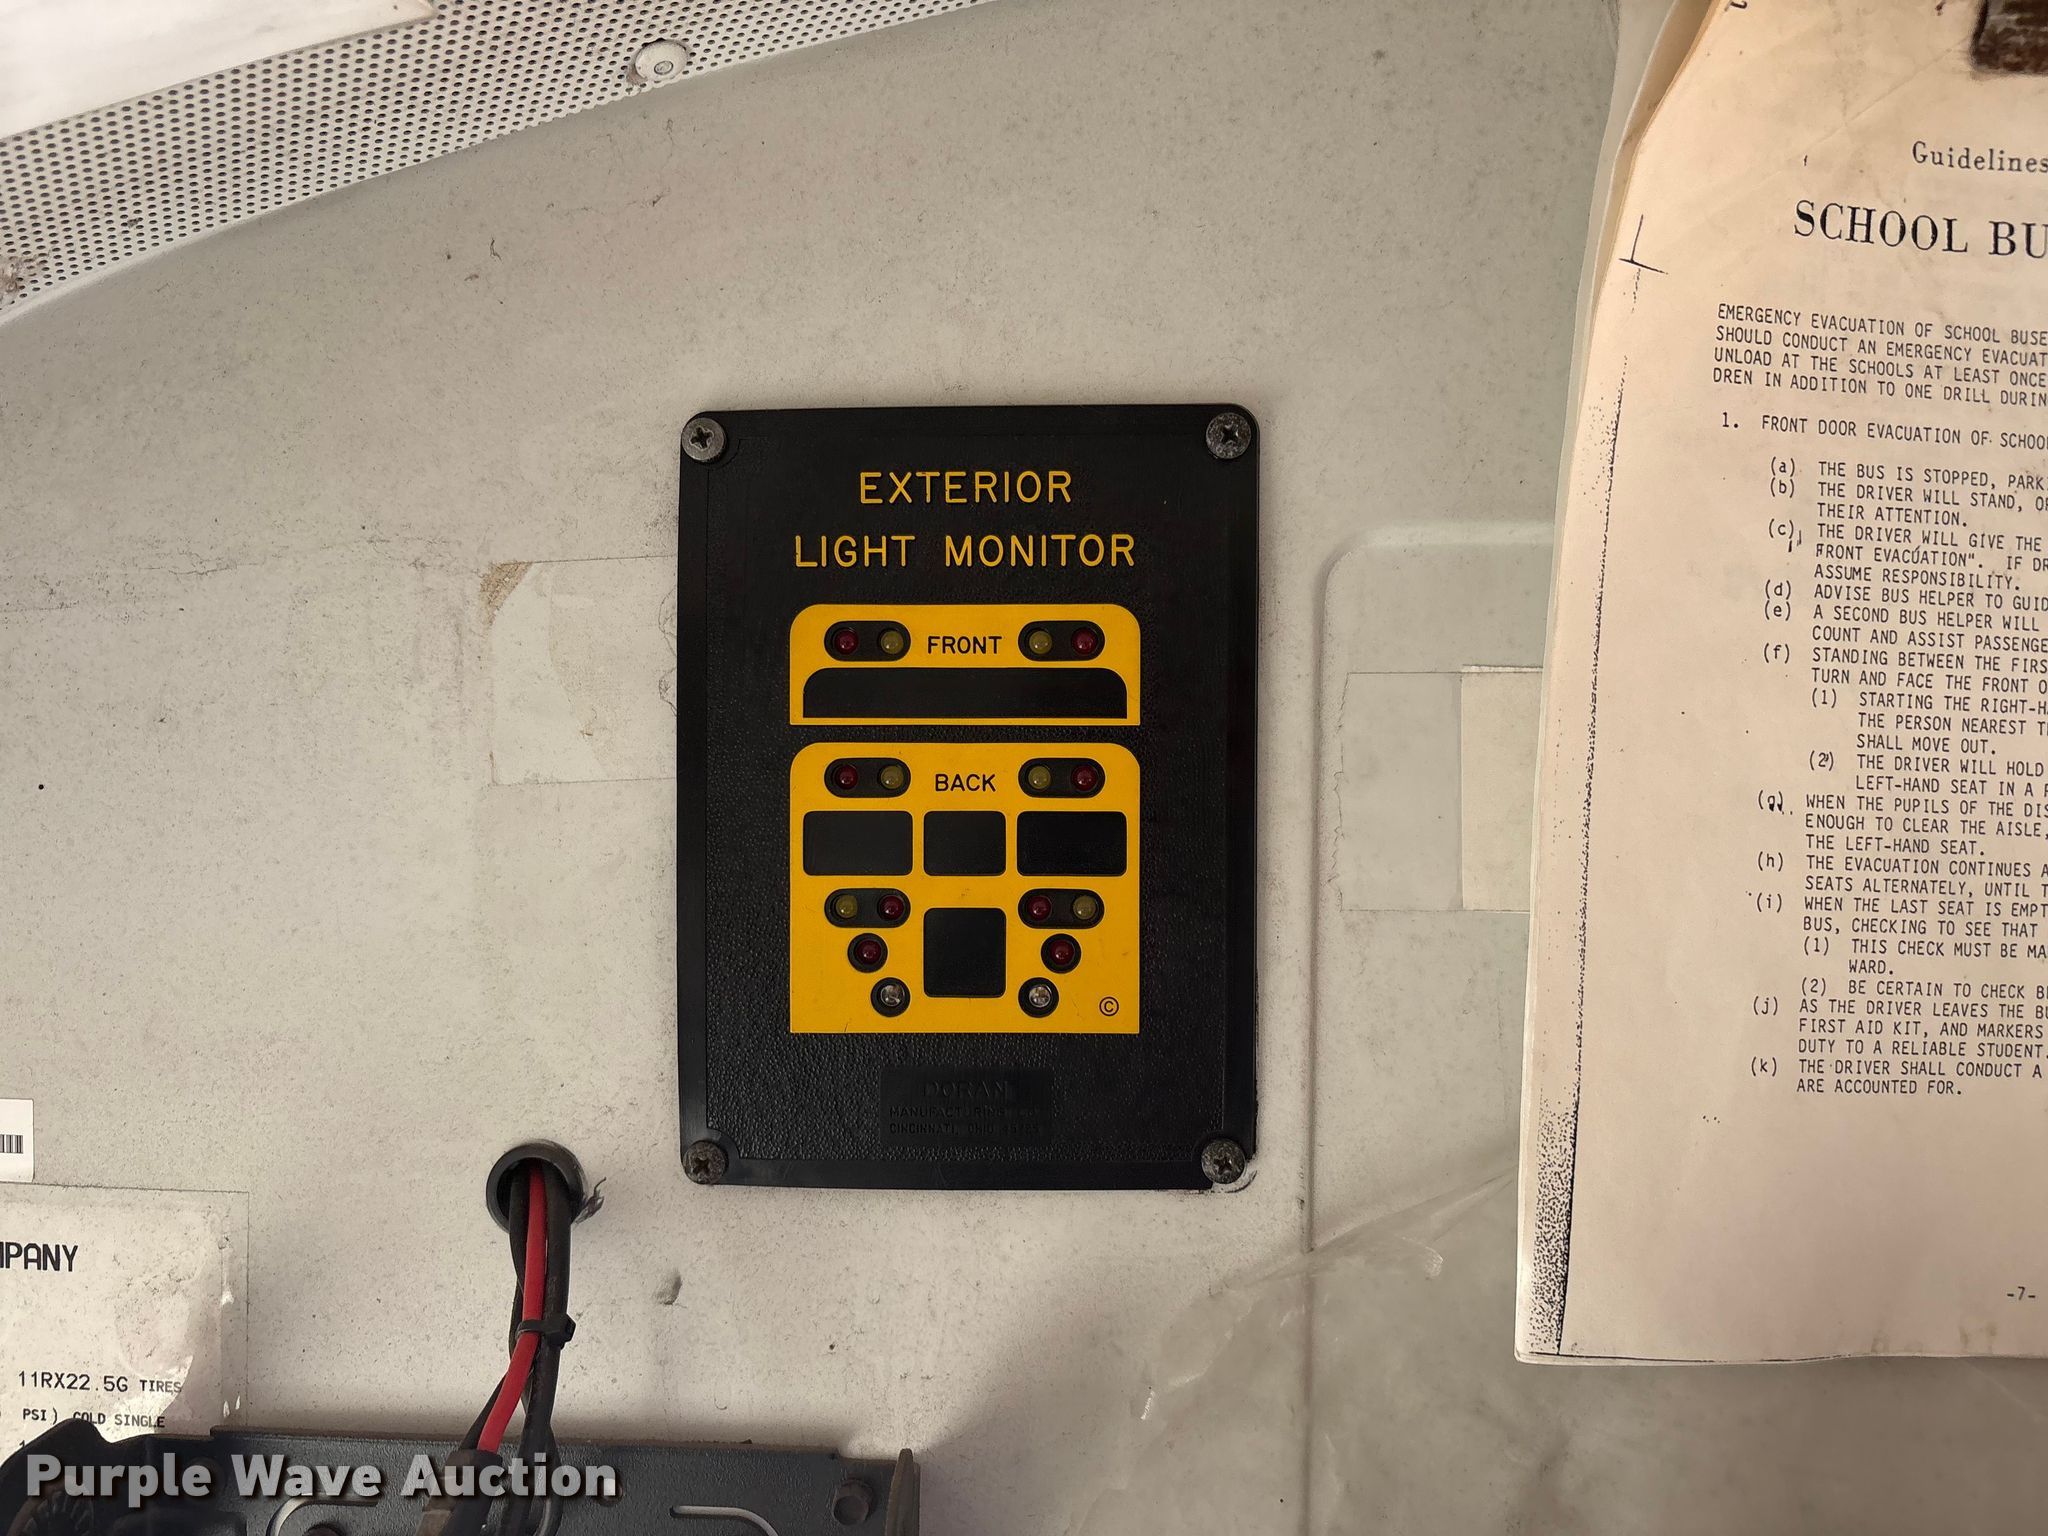 EXTERIOR
LIGHT MONITOR
FRONT
BACK
©
DORAN
MANUFACTURING
CINCINNATI, OHIO
Guidelines
SCHOOL BU
EMERGENCY EVACUATION OF SCHOOL BUSE
SHOULD CONDUCT AN EMERGENCY EVACUAT
UNLOAD AT THE SCHOOLS AT LEAST ONCE
DREN IN ADDITION TO ONE DRILL DURIN
1. FRONT DOOR EVACUATION OF SCHOO
(a) THE BUS IS STOPPED, PARK
(b) THE DRIVER WILL STAND, OP
THEIR ATTENTION.
(c) THE DRIVER WILL GIVE THE
FRONT EVACUATION". IF DR
ASSUME RESPONSIBILITY.
(d) ADVISE BUS HELPER TO GUID
(e) A SECOND BUS HELPER WILL
COUNT AND ASSIST PASSENGE
(f) STANDING BETWEEN THE FIRS
TURN AND FACE THE FRONT O
(1) STARTING THE RIGHT-HA
THE PERSON NEAREST TH
SHALL MOVE OUT.
(2) THE DRIVER WILL HOLD
LEFT-HAND SEAT IN A
(g) WHEN THE PUPILS OF THE DIS
ENOUGH TO CLEAR THE AISLE,
THE LEFT-HAND SEAT.
(h) THE EVACUATION CONTINUES A
SEATS ALTERNATELY, UNTIL T
(i) WHEN THE LAST SEAT IS EMPT
BUS, CHECKING TO SEE THAT
(1) THIS CHECK MUST BE MA
WARD.
(2) BE CERTAIN TO CHECK BE
(j) AS THE DRIVER LEAVES THE BU
FIRST AID KIT, AND MARKERS
DUTY TO A RELIABLE STUDENT.
(k) THE DRIVER SHALL CONDUCT A
ARE ACCOUNTED FOR.
-7-
MPANY
11RX22.5G TIRES
PSI) COLD SINGLE
Purple Wave Auction